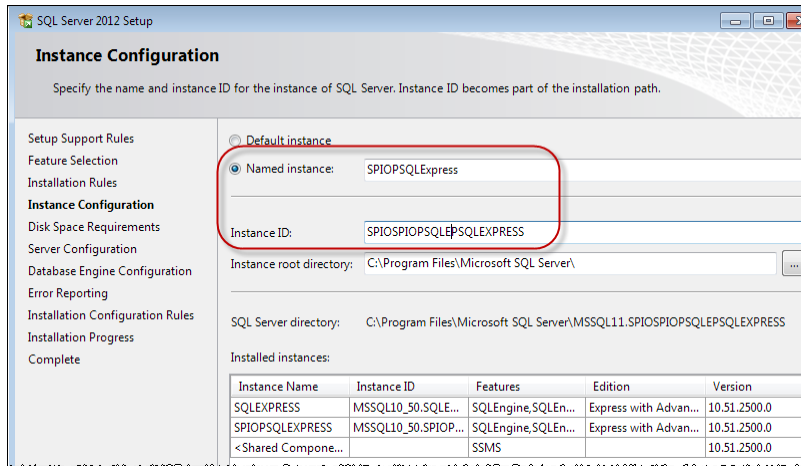 SQL Server 2012 Setup
Instance Configuration
Specify the name and instance ID for the instance of SQL Server. Instance ID becomes part of the installation path.
Setup Support Rules
Feature Selection
Installation Rules
Instance Configuration
Disk Space Requirements
Server Configuration
Database Engine Configuration
Error Reporting
Installation Configuration Rules
Installation Progress
Complete
Default instance
Named instance: SPIOPSQLExpress
Instance ID: SPIOSPIOPSQLEPSQLEXPRESS
Instance root directory: C:\Program Files\Microsoft SQL Server\ ...
SQL Server directory: C:\Program Files\Microsoft SQL Server\MSSQL11.SPIOSPIOPSQLEPSQLEXPRESS
Installed instances:
Instance Name Instance ID Features Edition Version
SQLEXPRESS MSSQL10_50.SQLE... SQLEngine,SQLEn... Express with Advan... 10.51.2500.0
SPIOPSQLEXPRESS MSSQL10_50.SPIOP... SQLEngine,SQLEn... Express with Advan... 10.51.2500.0
<Shared Compone... SSMS 10.51.2500.0